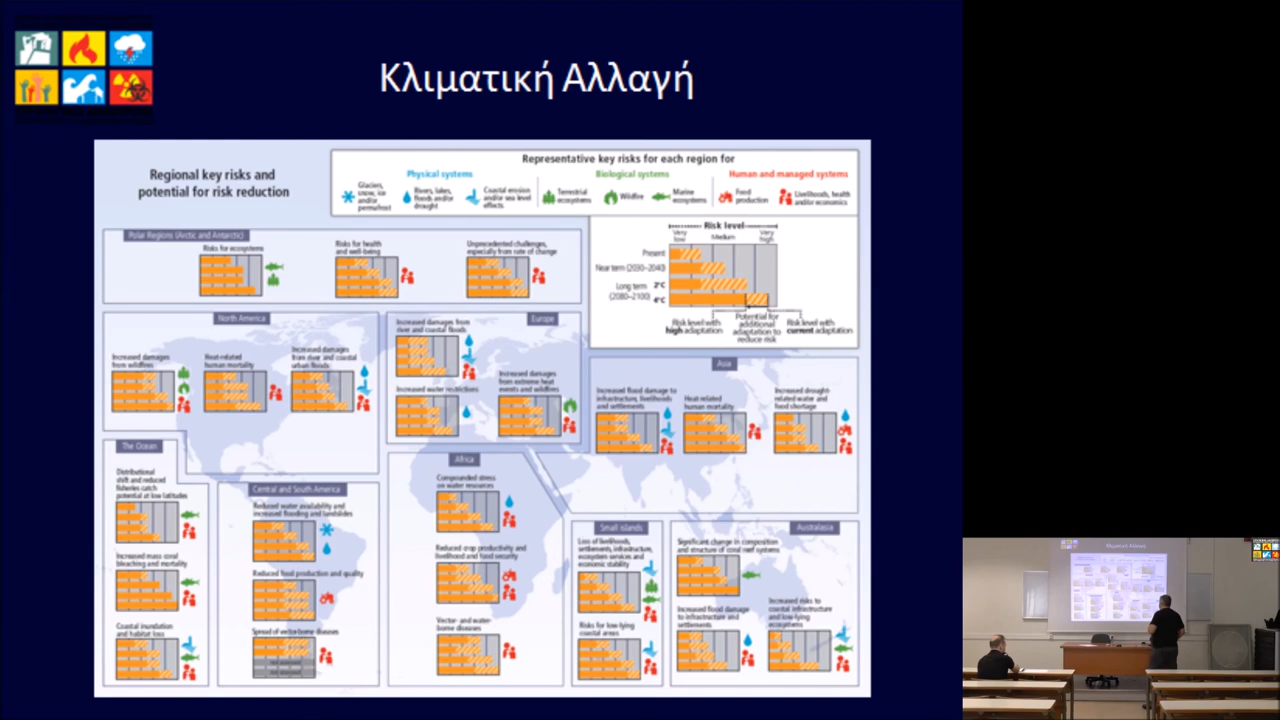 Κλιματική Αλλαγή
Regional key risks and
potential for risk reduction
Representative key risks for each region for
Physical systems
Biological systems
Human and managed systems
Glaciers,
snow, ice
and/or
permafrost
Rivers, lakes,
floods and/or
drought
Coastal erosion
and/or sea level
effects
Terrestrial
ecosystems
Wildfire
Marine
ecosystems
Food
production
Livelihoods, health
and/or economics
Risk level
Very
low
Medium
Very
high
Present
Near term (2030–2040)
Long term
(2080–2100)
2°C
4°C
Risk level with
high adaptation
Potential for
additional
adaptation to
reduce risk
Risk level with
current adaptation
Polar Regions (Arctic and Antarctic)
Risks for ecosystems
Risks for health
and well-being
Unprecedented challenges,
especially from rate of change
North America
Increased damages
from wildfires
Heat-related
human mortality
Increased damages
from river and coastal
urban floods
Europe
Increased damages from
river and coastal floods
Increased water restrictions
Increased damages
from extreme heat
events and wildfires
Asia
Increased flood damage to
infrastructure, livelihoods
and settlements
Heat-related
human mortality
Increased drought-
related water and
food shortage
The Ocean
Distributional
shift and reduced
fisheries catch
potential at low latitudes
Increased mass coral
bleaching and mortality
Coastal inundation
and habitat loss
Central and South America
Reduced water availability and
increased flooding and landslides
Reduced food production and quality
Spread of vector-borne diseases
Africa
Compounded stress
on water resources
Reduced crop productivity and
livelihood and food security
Vector- and water-
borne diseases
Small islands
Loss of livelihoods,
settlements, infrastructure,
ecosystem services and
economic stability
Risks for low-lying
coastal areas
Australasia
Significant change in composition
and structure of coral reef systems
Increased flood damage
to infrastructure and
settlements
Increased risks to
coastal infrastructure
and low-lying
ecosystems